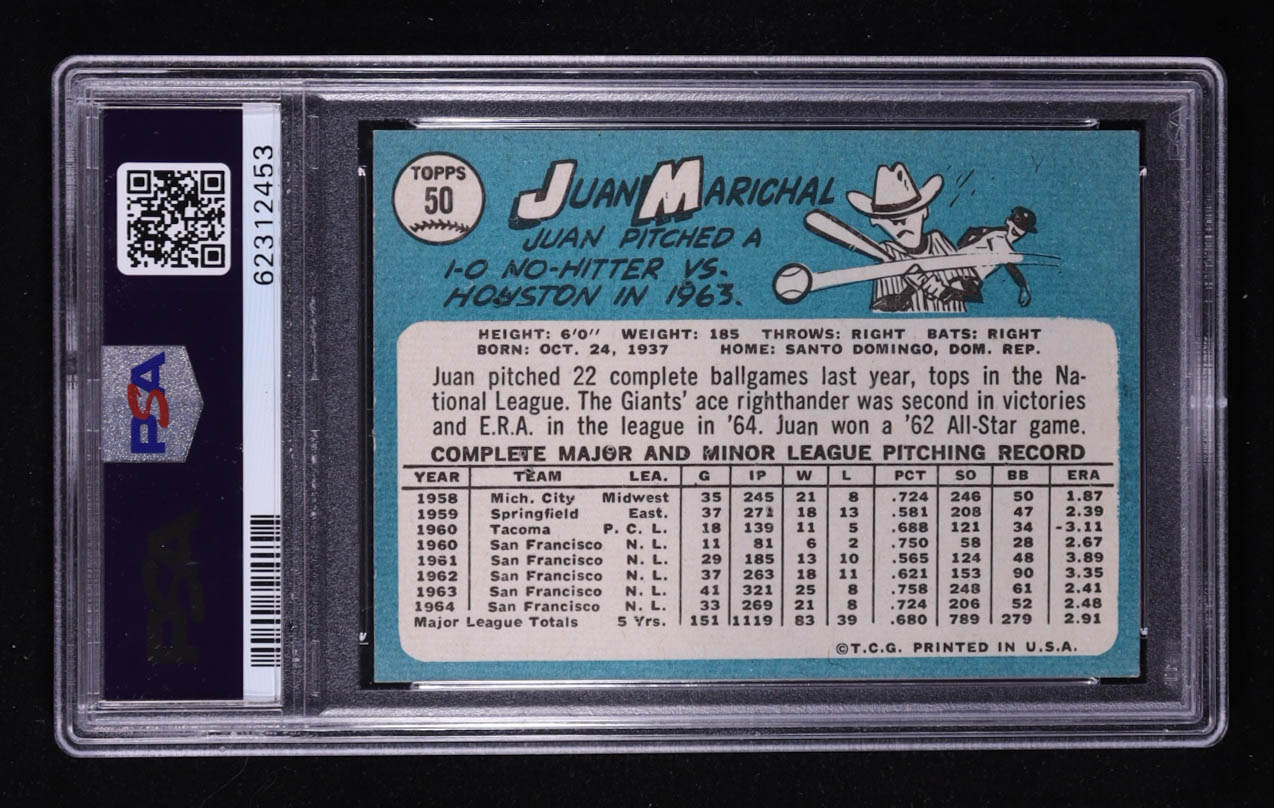 62312453
PSA
PSA
TOPPS
50
JUAN MARICHAL
JUAN PITCHED A
1-0 NO-HITTER VS.
HOUSTON IN 1963.
HEIGHT: 6'0" WEIGHT: 185 THROWS: RIGHT BATS: RIGHT
BORN: OCT. 24, 1937 HOME: SANTO DOMINGO, DOM. REP.
Juan pitched 22 complete ballgames last year, tops in the Na-
tional League. The Giants' ace righthander was second in victories
and E.R.A. in the league in '64. Juan won a '62 All-Star game.
COMPLETE MAJOR AND MINOR LEAGUE PITCHING RECORD
YEAR TEAM LEA. G IP W L PCT SO BB ERA
1958 Mich. City Midwest 35 245 21 8 .724 246 50 1.87
1959 Springfield East. 37 271 18 13 .581 208 47 2.39
1960 Tacoma P. C. L. 18 139 11 5 .688 121 34 -3.11
1960 San Francisco N. L. 11 81 6 2 .750 58 28 2.67
1961 San Francisco N. L. 29 185 13 10 .565 124 48 3.89
1962 San Francisco N. L. 37 263 18 11 .621 153 90 3.35
1963 San Francisco N. L. 41 321 25 8 .758 248 61 2.41
1964 San Francisco N. L. 33 269 21 8 .724 206 52 2.48
Major League Totals 5 Yrs. 151 1119 83 39 .680 789 279 2.91
©T.C.G. PRINTED IN U.S.A.